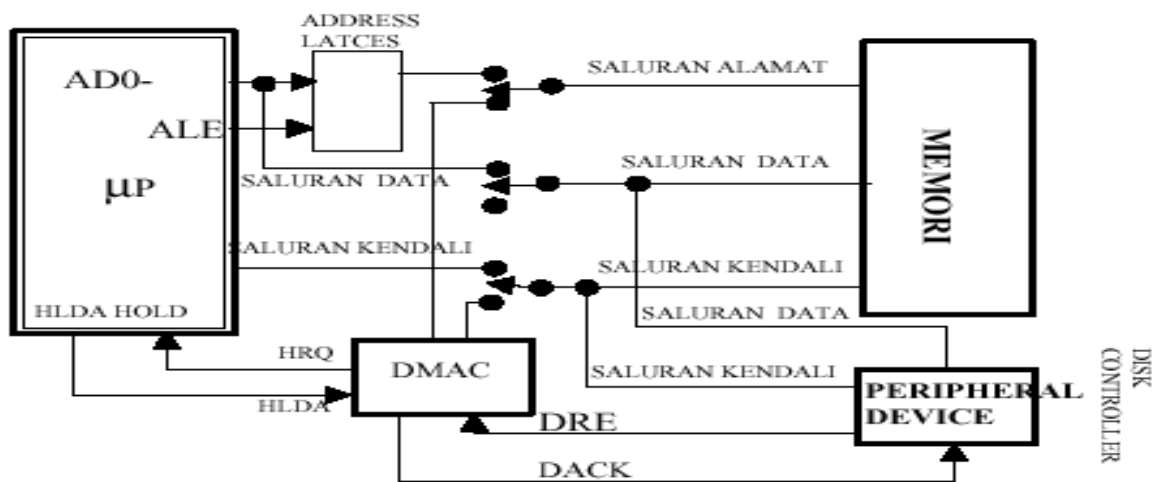 ADDRESS
LATCES
AD0-
ALE
µP
SALURAN ALAMAT
SALURAN DATA
SALURAN DATA
SALURAN KENDALI
SALURAN KENDALI
MEMORI
HLDA HOLD
SALURAN DATA
HRQ
DMAC
SALURAN KENDALI
HLDA
PERIPHERAL
DEVICE
DISK
CONTROLLER
DRE
DACK